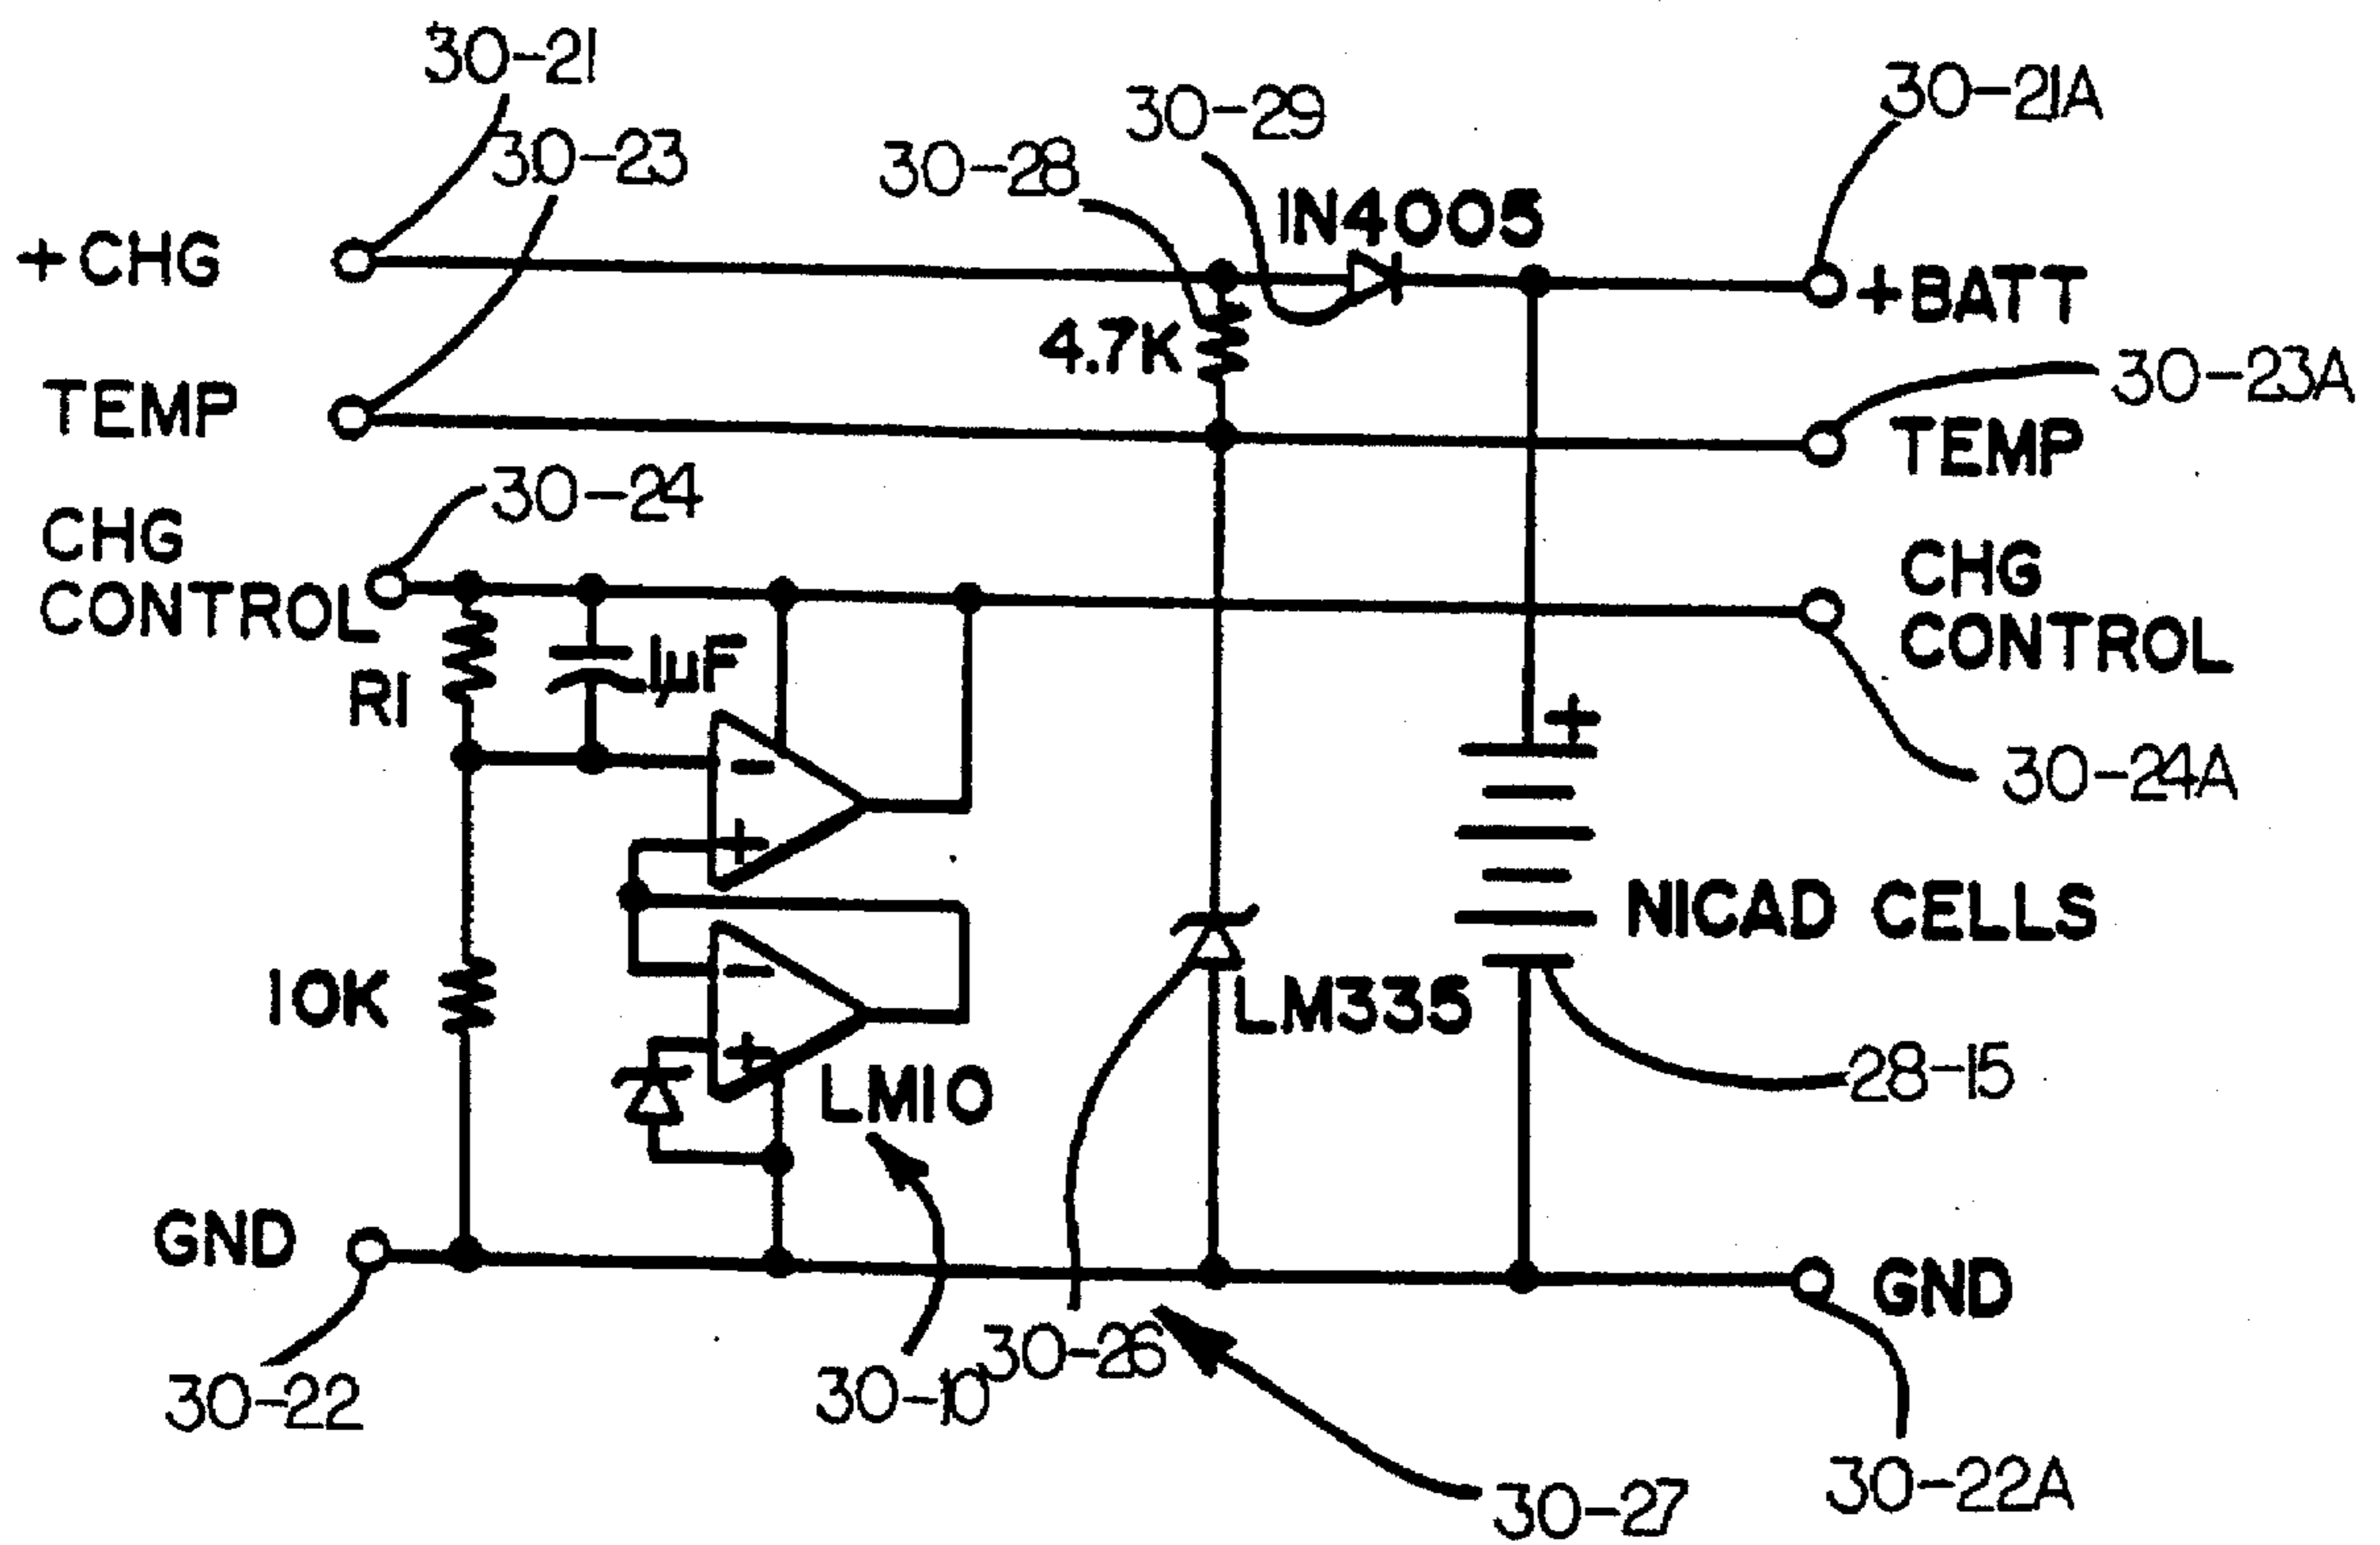 30-21
30-23
30-28
30-29
30-21A
+CHG
IN4005
+BATT
4.7K
30-23A
TEMP
TEMP
30-24
CHG
CONTROL
CHG
CONTROL
R1
1µF
+
30-24A
-
+
NICAD CELLS
-
10K
LM335
+
LM10
28-15
GND
GND
30-22
30-10
30-26
30-27
30-22A